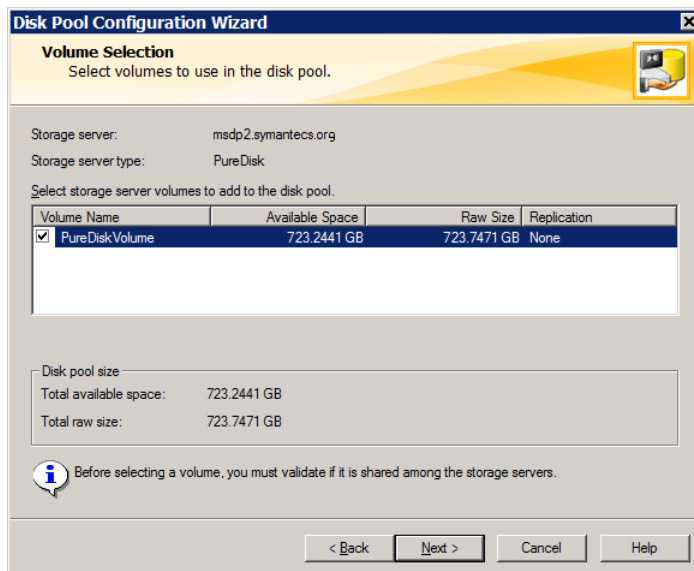 Disk Pool Configuration Wizard
Volume Selection
Select volumes to use in the disk pool.
Storage server: msdp2.symantecs.org
Storage server type: PureDisk
Select storage server volumes to add to the disk pool.
Volume Name Available Space Raw Size Replication
PureDiskVolume 723.2441 GB 723.7471 GB None
Disk pool size
Total available space: 723.2441 GB
Total raw size: 723.7471 GB
Before selecting a volume, you must validate if it is shared among the storage servers.
< Back Next > Cancel Help